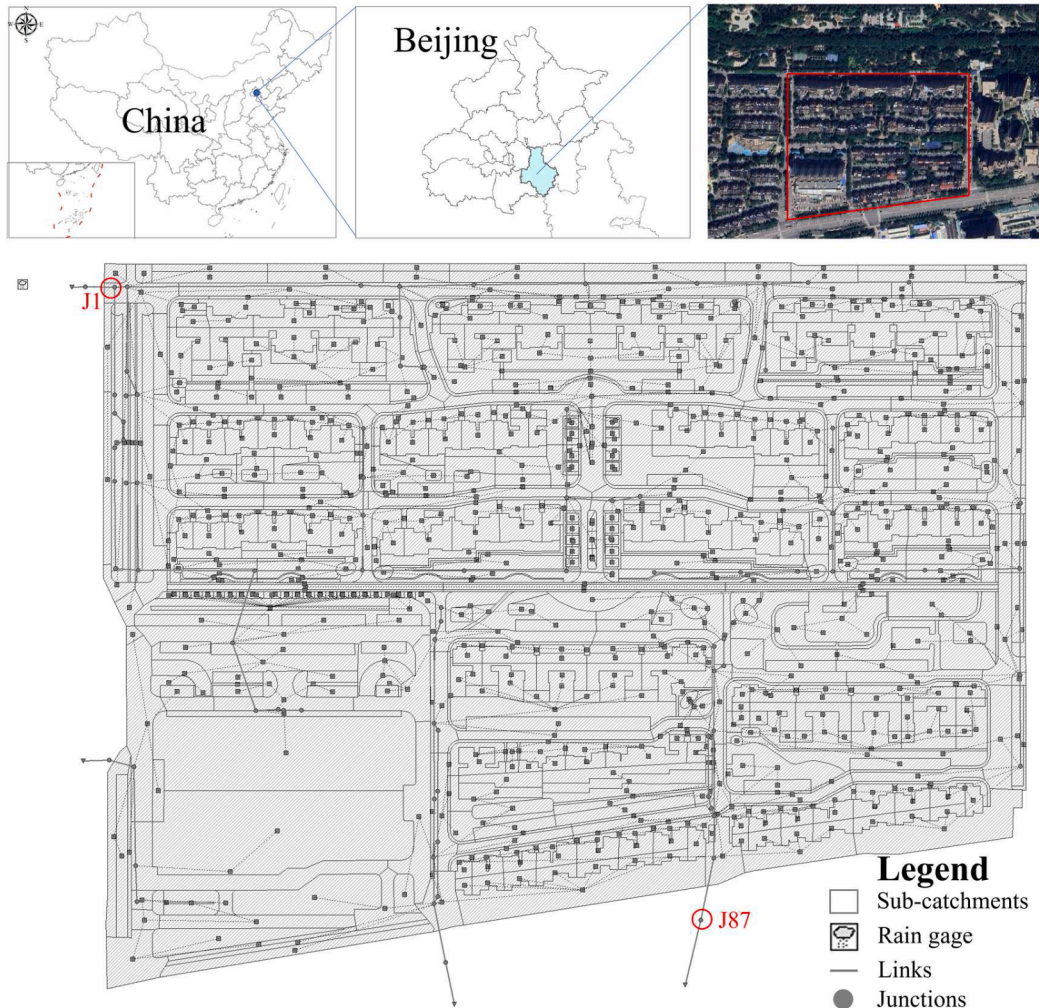 N
W
E
S
China
Beijing
J1
J87
Legend
Sub-catchments
Rain gage
Links
Junctions